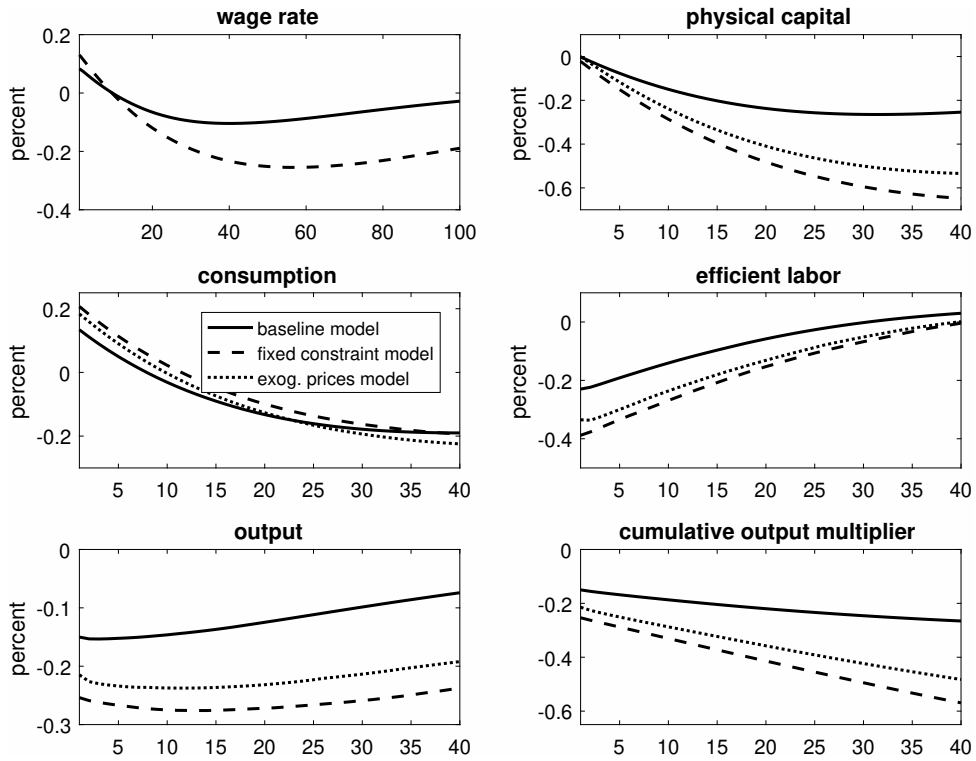 wage rate
0.2
0
-0.2
-0.4
percent
20 40 60 80 100
physical capital
0
-0.2
-0.4
-0.6
percent
5 10 15 20 25 30 35 40
consumption
0.2
0
-0.2
percent
baseline model
fixed constraint model
exog. prices model
5 10 15 20 25 30 35 40
efficient labor
0
-0.2
-0.4
percent
5 10 15 20 25 30 35 40
output
0
-0.1
-0.2
-0.3
percent
5 10 15 20 25 30 35 40
cumulative output multiplier
0
-0.2
-0.4
-0.6
5 10 15 20 25 30 35 40